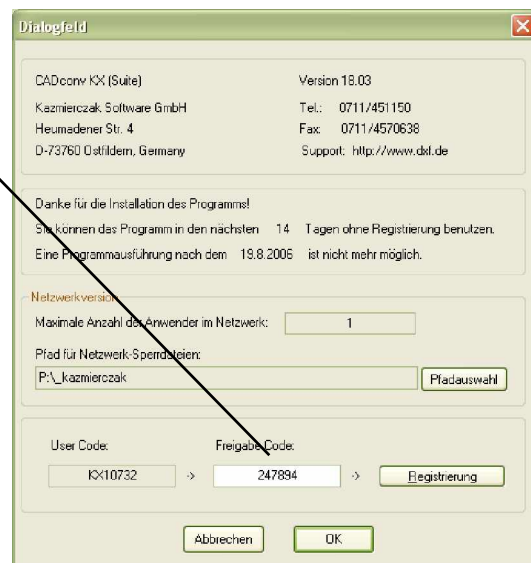 Dialogfeld
CADconv KX (Suite) Version 18.03
Kazmierczak Software GmbH Tel.: 0711/451150
Heumadener Str. 4 Fax: 0711/4570638
D-73760 Ostfildern, Germany Support: http://www.dxf.de
Danke für die Installation des Programms!
Sie können das Programm in den nächsten 14 Tagen ohne Registrierung benutzen.
Eine Programmausführung nach dem 19.8.2006 ist nicht mehr möglich.
Netzwerkversion
Maximale Anzahl der Anwender im Netzwerk: 1
Pfad für Netzwerk-Sperrdateien:
P:\_kazmierczak Pfadauswahl
User Code: Freigabe Code:
KX10732 -> 247894 -> Registrierung
Abbrechen OK